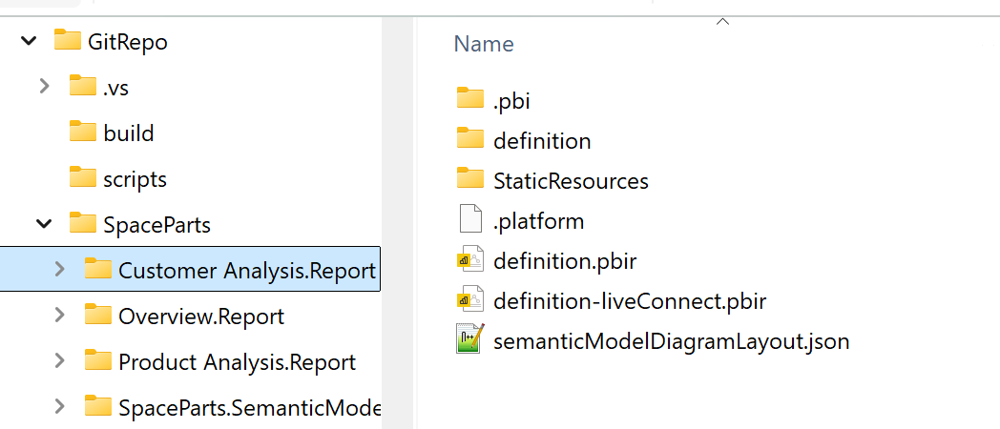 GitRepo
.vs
build
scripts
SpaceParts
Customer Analysis.Report
Overview.Report
Product Analysis.Report
SpaceParts.SemanticMode
Name
.pbi
definition
StaticResources
.platform
definition.pbir
definition-liveConnect.pbir
semanticModelDiagramLayout.json